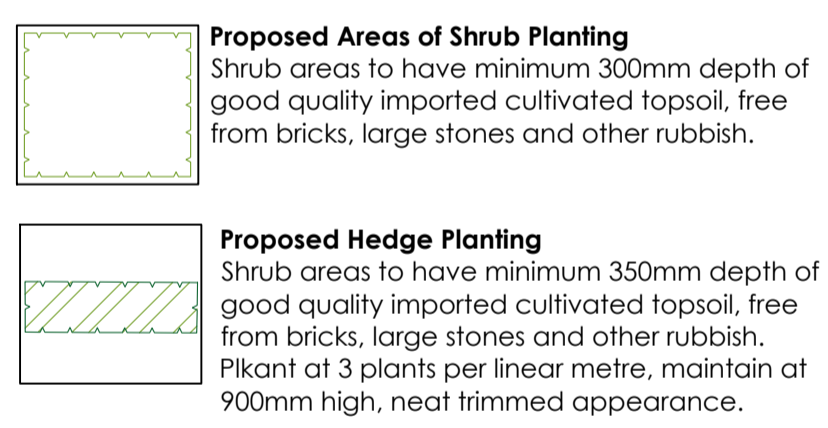 Proposed Areas of Shrub Planting
Shrub areas to have minimum 300mm depth of
good quality imported cultivated topsoil, free
from bricks, large stones and other rubbish.
Proposed Hedge Planting
Shrub areas to have minimum 350mm depth of
good quality imported cultivated topsoil, free
from bricks, large stones and other rubbish.
Plkant at 3 plants per linear metre, maintain at
900mm high, neat trimmed appearance.